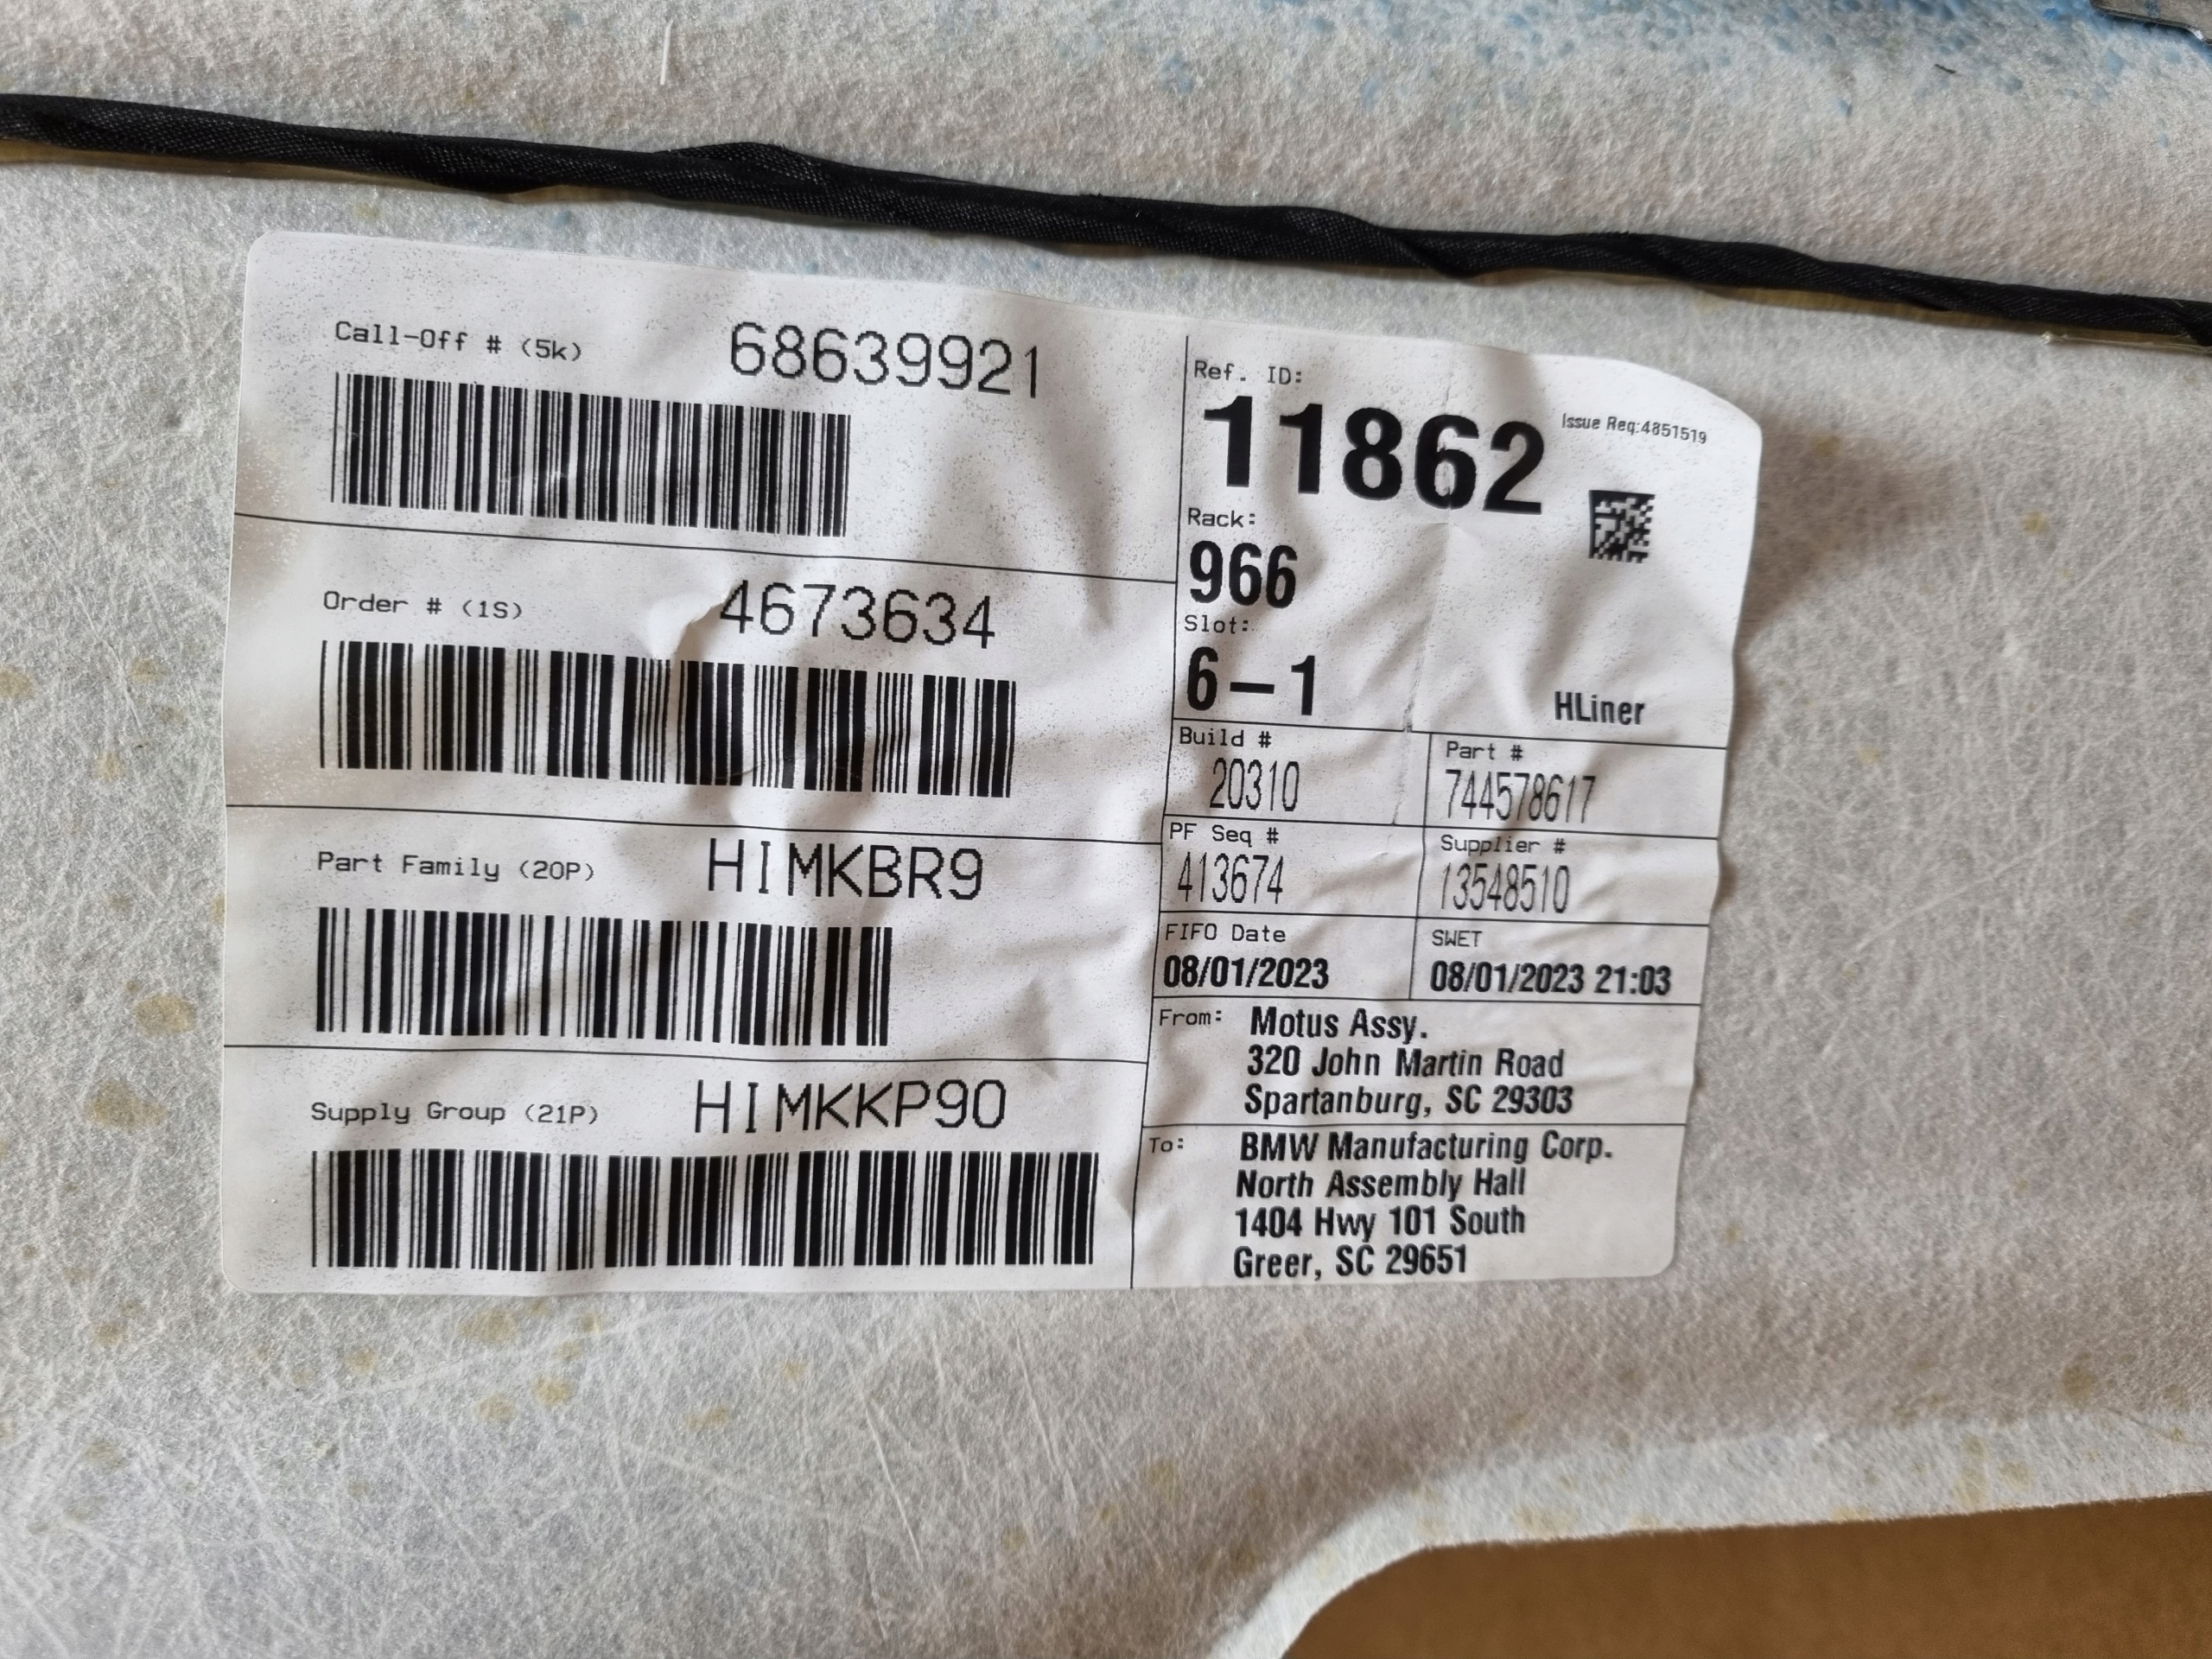 Call-Off # (5k) 68639921
Order # (1S) 4673634
Part Family (20P) HIMKBR9
Supply Group (21P) HIMKKP90
Ref. ID:
11862
Issue Req:4851519
Rack:
966
Slot:
6-1
HLiner
Build #
20310
Part #
744578617
PF Seq #
413674
Supplier #
13548510
FIFO Date
08/01/2023
SWET
08/01/2023 21:03
From: Motus Assy.
320 John Martin Road
Spartanburg, SC 29303
To: BMW Manufacturing Corp.
North Assembly Hall
1404 Hwy 101 South
Greer, SC 29651